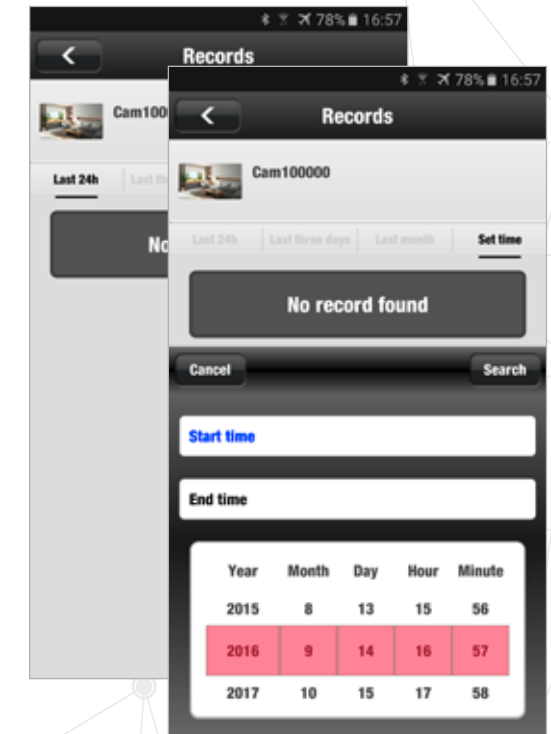 78% 16:57
Records
Cam100
Last 24h
78% 16:57
Records
Cam100000
Last 24h Last three days Last month Set time
No record found
Cancel Search
Start time
End time
Year Month Day Hour Minute
2015 8 13 15 56
2016 9 14 16 57
2017 10 15 17 58